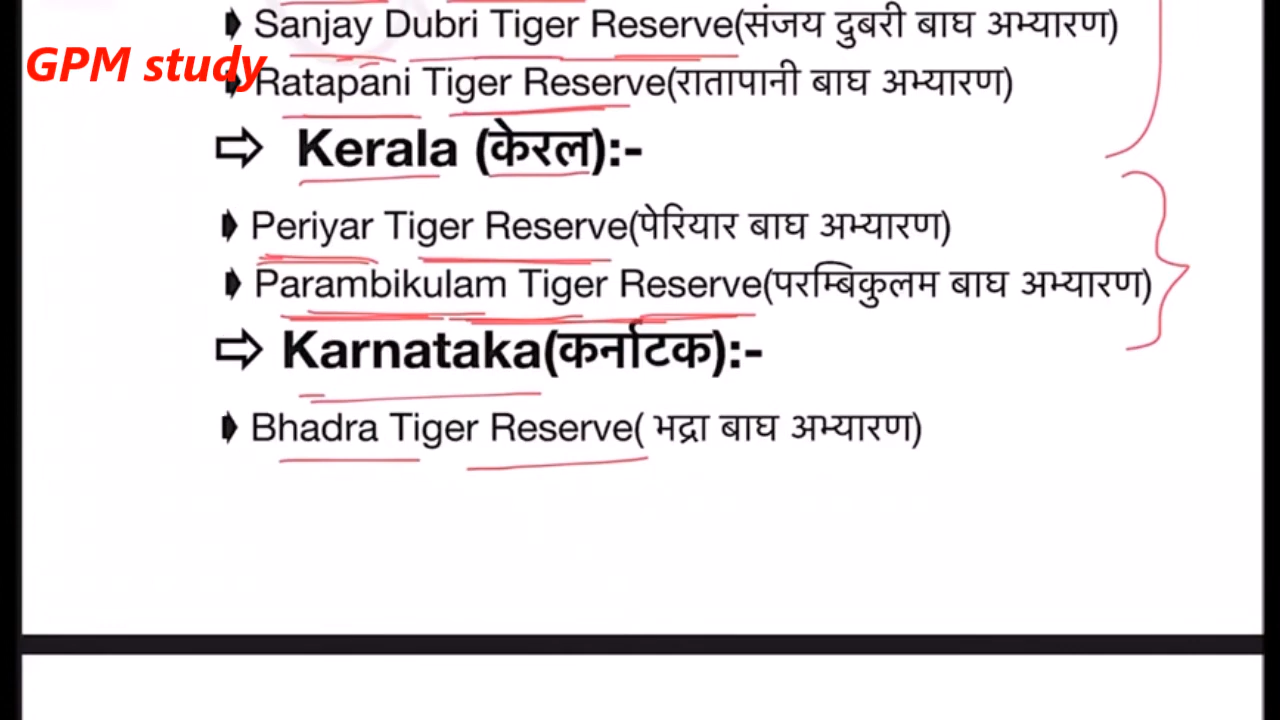 Sanjay Dubri Tiger Reserve(संजय दुबरी बाघ अभ्यारण)
GPM study
Ratapani Tiger Reserve(रातापानी बाघ अभ्यारण)
⇨ Kerala (केरल):-
Periyar Tiger Reserve(पेरियार बाघ अभ्यारण)
Parambikulam Tiger Reserve(परम्बिकुलम बाघ अभ्यारण)
⇨ Karnataka(कर्नाटक):-
Bhadra Tiger Reserve( भद्रा बाघ अभ्यारण)